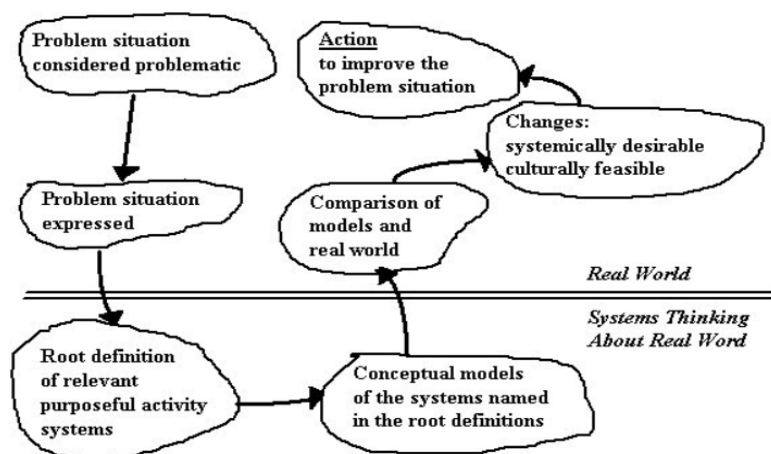 Problem situation
considered problematic
Problem situation
expressed
Root definition
of relevant
purposeful activity
systems
Conceptual models
of the systems named
in the root definitions
Comparison of
models and
real world
Changes:
systemically desirable
culturally feasible
Action
to improve the
problem situation
Real World
Systems Thinking
About Real Word